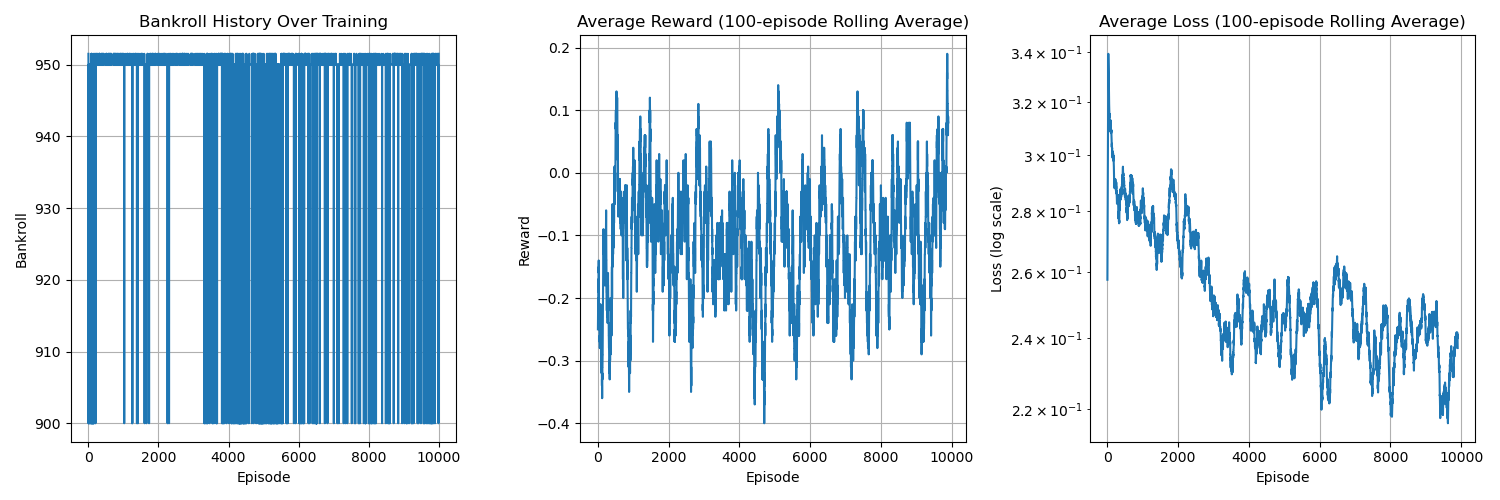 Bankroll History Over Training
950
940
930
920
910
900
Bankroll
0 2000 4000 6000 8000 10000
Episode
Average Reward (100-episode Rolling Average)
0.2
0.1
0.0
−0.1
−0.2
−0.3
−0.4
Reward
0 2000 4000 6000 8000 10000
Episode
Average Loss (100-episode Rolling Average)
3.4 × 10⁻¹
3.2 × 10⁻¹
3 × 10⁻¹
2.8 × 10⁻¹
2.6 × 10⁻¹
2.4 × 10⁻¹
2.2 × 10⁻¹
Loss (log scale)
0 2000 4000 6000 8000 10000
Episode